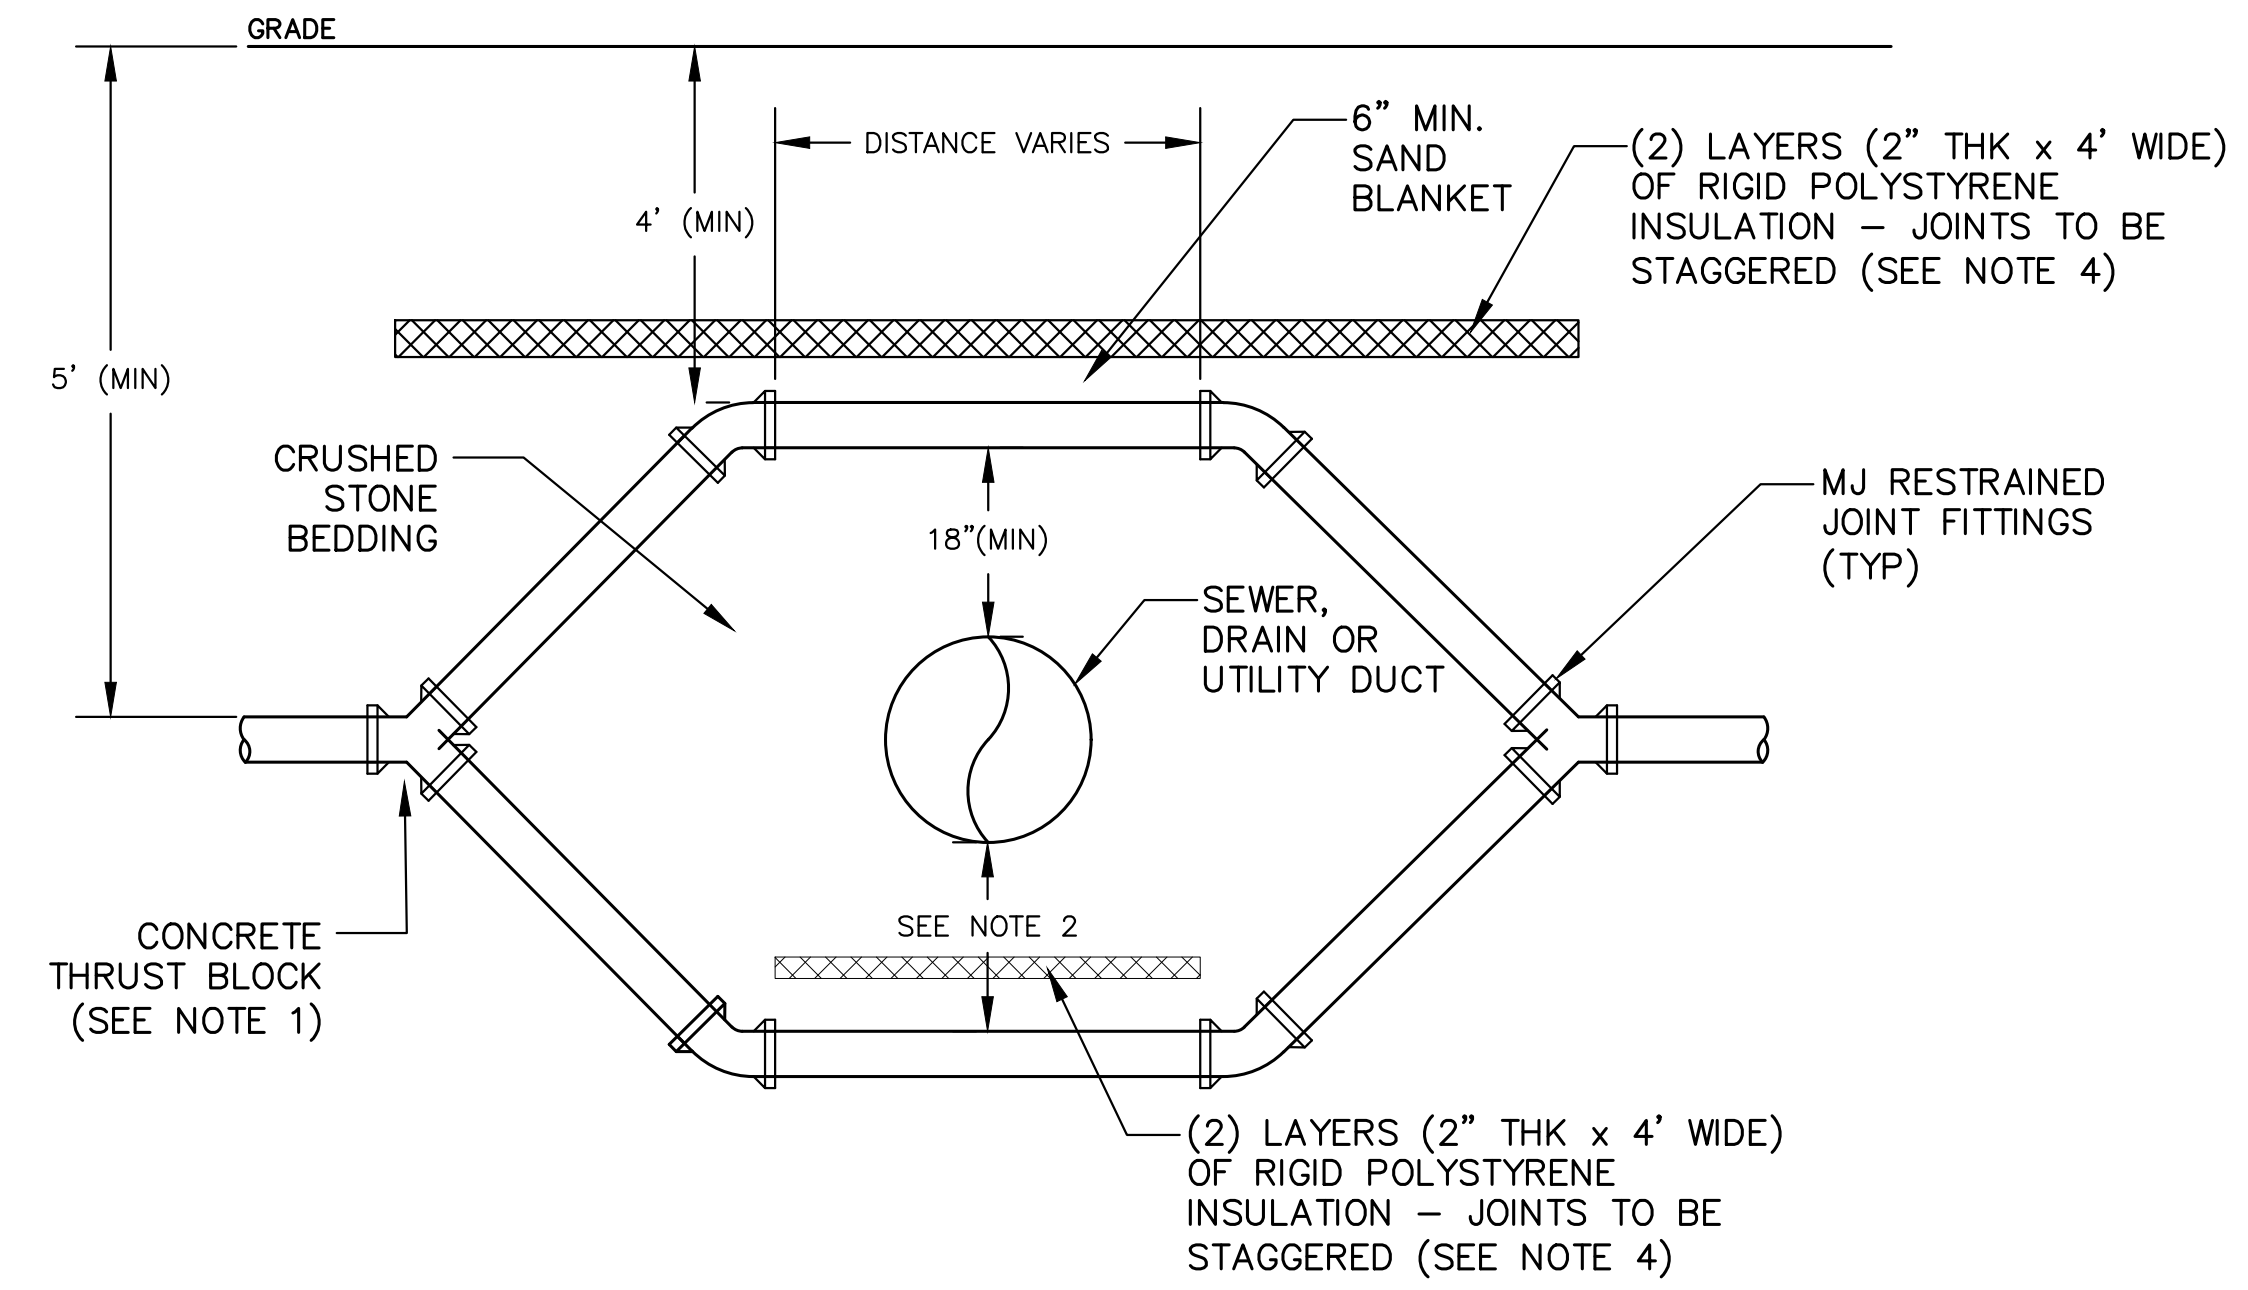 GRADE
DISTANCE VARIES
6” MIN.
SAND
BLANKET
(2) LAYERS (2” THK x 4’ WIDE)
OF RIGID POLYSTYRENE
INSULATION – JOINTS TO BE
STAGGERED (SEE NOTE 4)
4’ (MIN)
5’ (MIN)
CRUSHED
STONE
BEDDING
18”(MIN)
MJ RESTRAINED
JOINT FITTINGS
(TYP)
SEWER,
DRAIN OR
UTILITY DUCT
SEE NOTE 2
CONCRETE
THRUST BLOCK
(SEE NOTE 1)
(2) LAYERS (2” THK x 4’ WIDE)
OF RIGID POLYSTYRENE
INSULATION – JOINTS TO BE
STAGGERED (SEE NOTE 4)